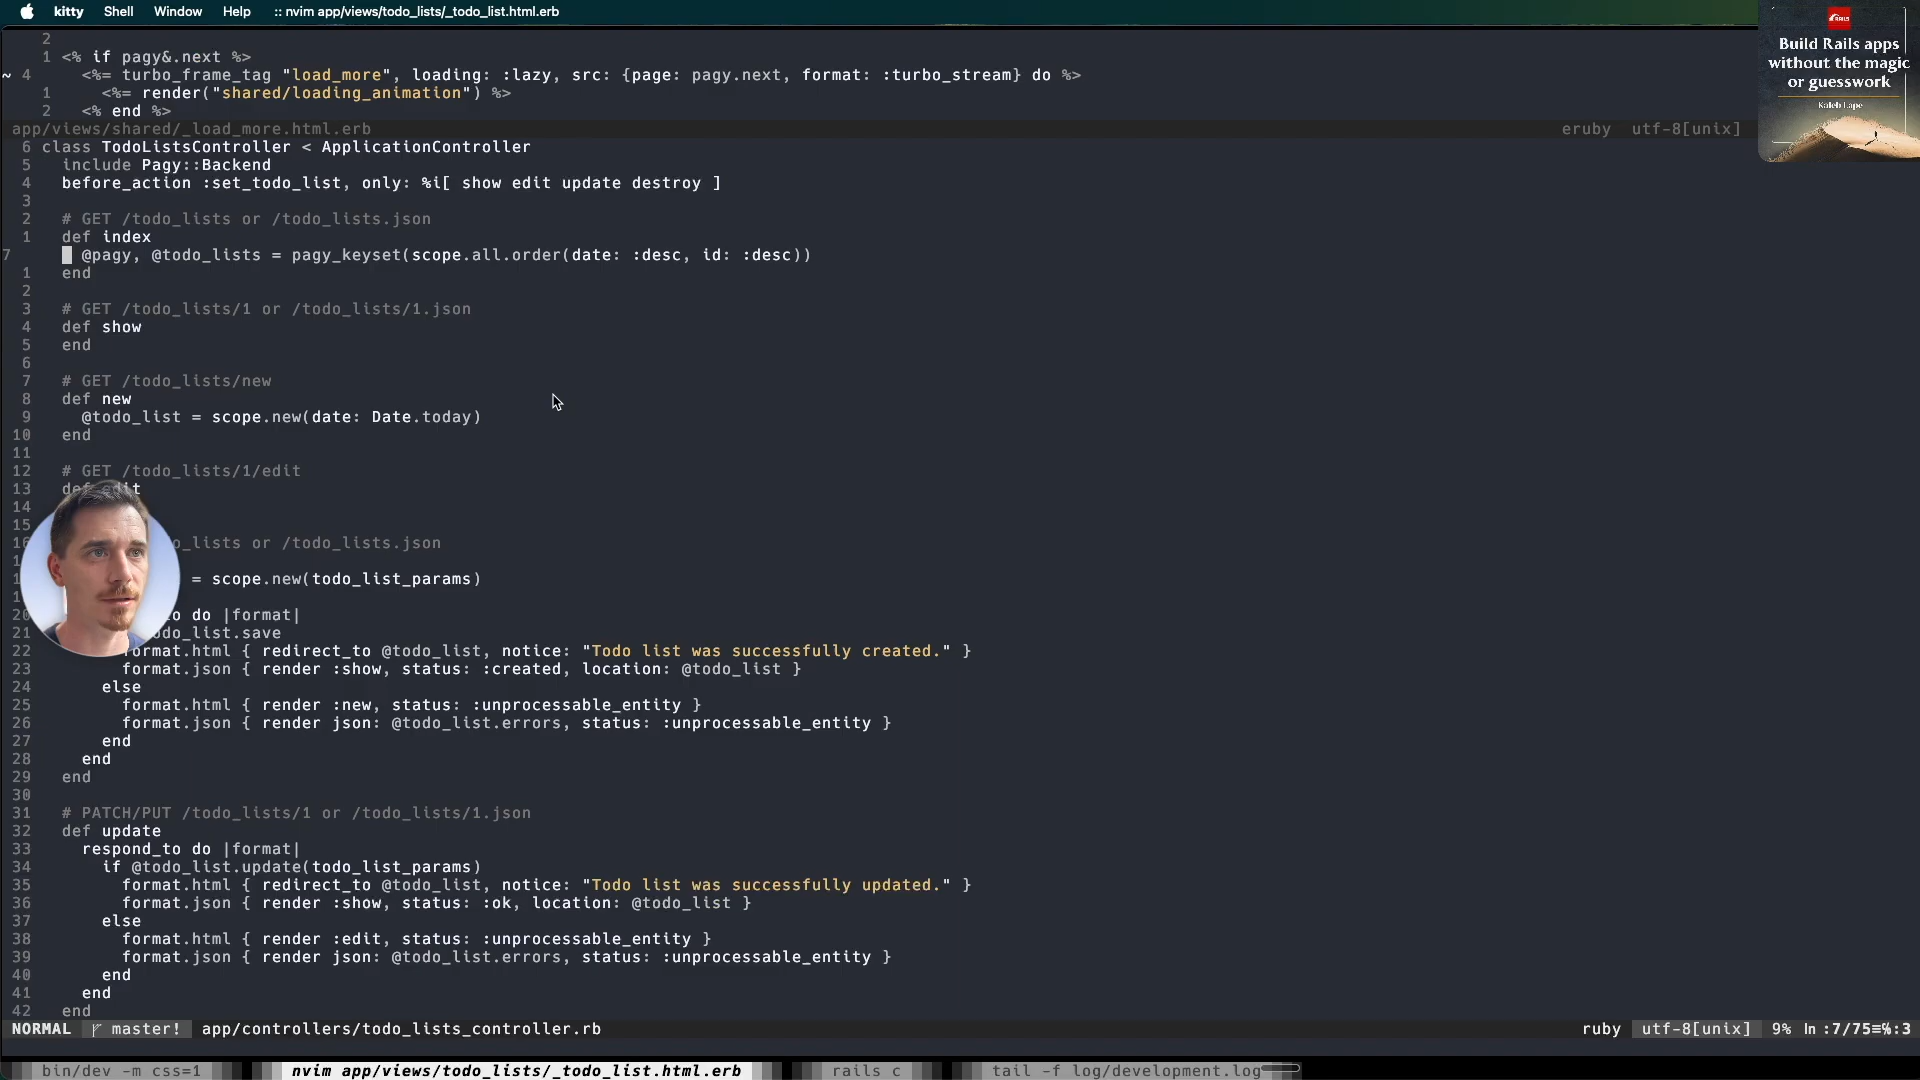 kitty Shell Window Help :: nvim app/views/todo_lists/_todo_list.html.erb
2
1 <% if pagy&.next %>
~ 4 <%= turbo_frame_tag "load_more", loading: :lazy, src: {page: pagy.next, format: :turbo_stream} do %>
1 <%= render("shared/loading_animation") %>
2 <% end %>
app/views/shared/_load_more.html.erb eruby utf-8[unix]
RAILS
Build Rails apps
without the magic
or guesswork
Kaleb Lape
6 class TodoListsController < ApplicationController
5 include Pagy::Backend
4 before_action :set_todo_list, only: %i[ show edit update destroy ]
3
2 # GET /todo_lists or /todo_lists.json
1 def index
7 @pagy, @todo_lists = pagy_keyset(scope.all.order(date: :desc, id: :desc))
1 end
2
3 # GET /todo_lists/1 or /todo_lists/1.json
4 def show
5 end
6
7 # GET /todo_lists/new
8 def new
9 @todo_list = scope.new(date: Date.today)
10 end
11
12 # GET /todo_lists/1/edit
13 def edit
14
15
o_lists or /todo_lists.json
= scope.new(todo_list_params)
20 o do |format|
21 odo_list.save
22 format.html { redirect_to @todo_list, notice: "Todo list was successfully created." }
23 format.json { render :show, status: :created, location: @todo_list }
24 else
25 format.html { render :new, status: :unprocessable_entity }
26 format.json { render json: @todo_list.errors, status: :unprocessable_entity }
27 end
28 end
29 end
30
31 # PATCH/PUT /todo_lists/1 or /todo_lists/1.json
32 def update
33 respond_to do |format|
34 if @todo_list.update(todo_list_params)
35 format.html { redirect_to @todo_list, notice: "Todo list was successfully updated." }
36 format.json { render :show, status: :ok, location: @todo_list }
37 else
38 format.html { render :edit, status: :unprocessable_entity }
39 format.json { render json: @todo_list.errors, status: :unprocessable_entity }
40 end
41 end
42 end
NORMAL master! app/controllers/todo_lists_controller.rb ruby utf-8[unix] 9% ln :7/75≡℅:3
bin/dev -m css=1 nvim app/views/todo_lists/_todo_list.html.erb rails c tail -f log/development.log